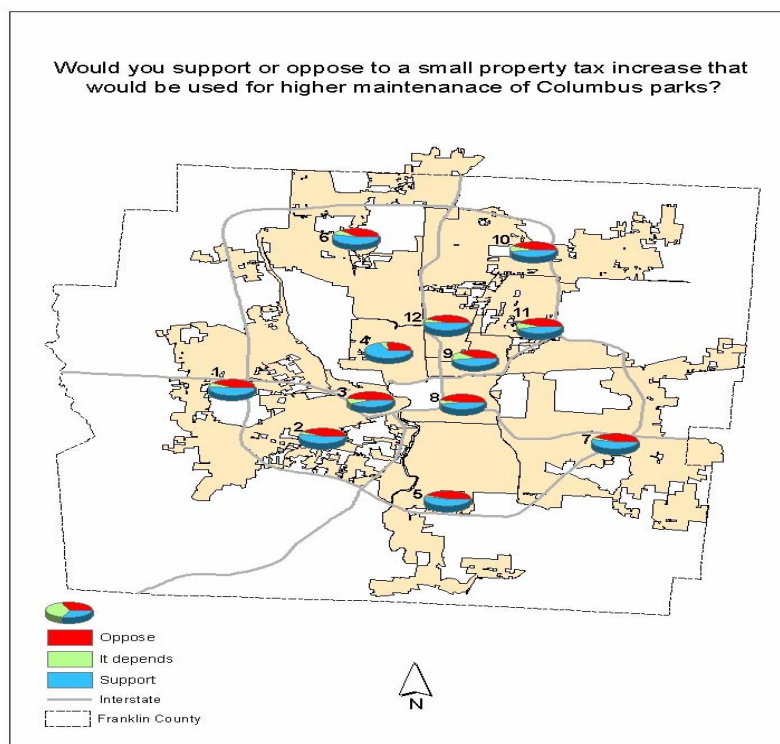 Would you support or oppose to a small property tax increase that
would be used for higher maintenanace of Columbus parks?
6
10
12
11
4
9
1
3
8
2
7
5
Oppose
It depends
Support
Interstate
Franklin County
N